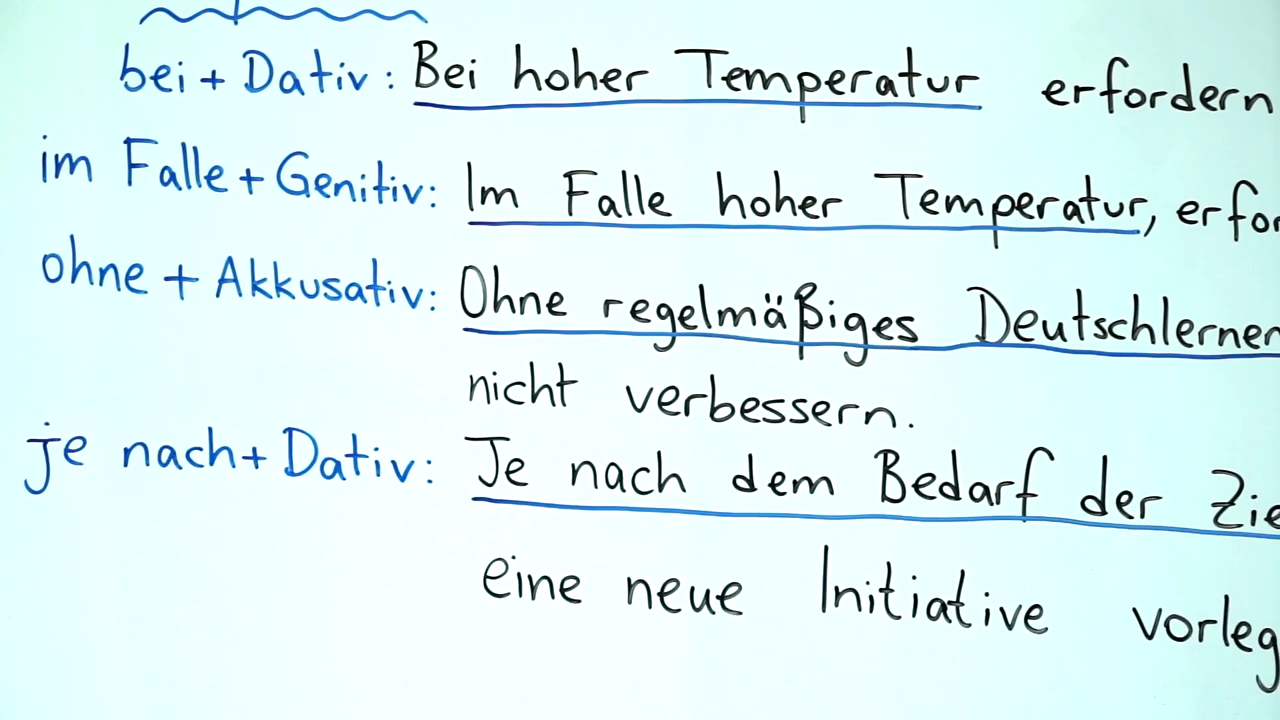 bei + Dativ: Bei hoher Temperatur erfordern
im Falle + Genitiv: Im Falle hoher Temperatur, erfor
ohne + Akkusativ: Ohne regelmäßiges Deutschlernen
nicht verbessern.
je nach + Dativ: Je nach dem Bedarf der Zie
eine neue Initiative vorleg